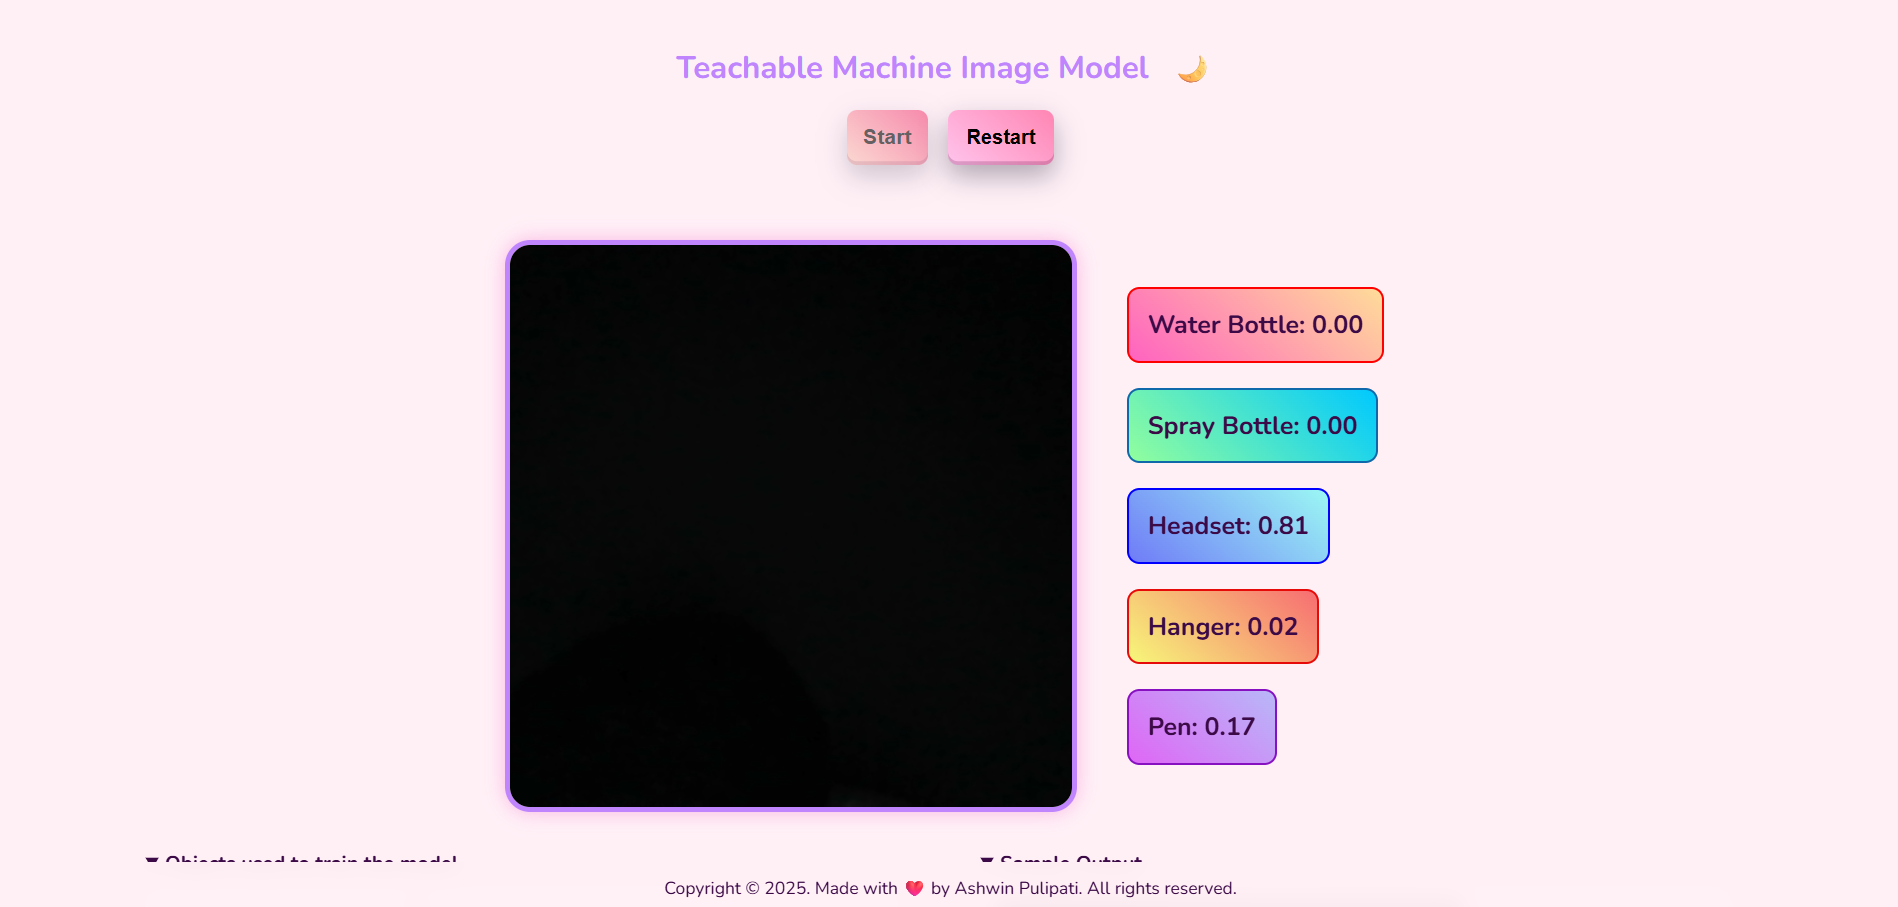 Teachable Machine Image Model 🌙
Start
Restart
Water Bottle: 0.00
Spray Bottle: 0.00
Headset: 0.81
Hanger: 0.02
Pen: 0.17
▼ Objects used to train the model
▼ Sample Output
Copyright © 2025. Made with ❤️ by Ashwin Pulipati. All rights reserved.